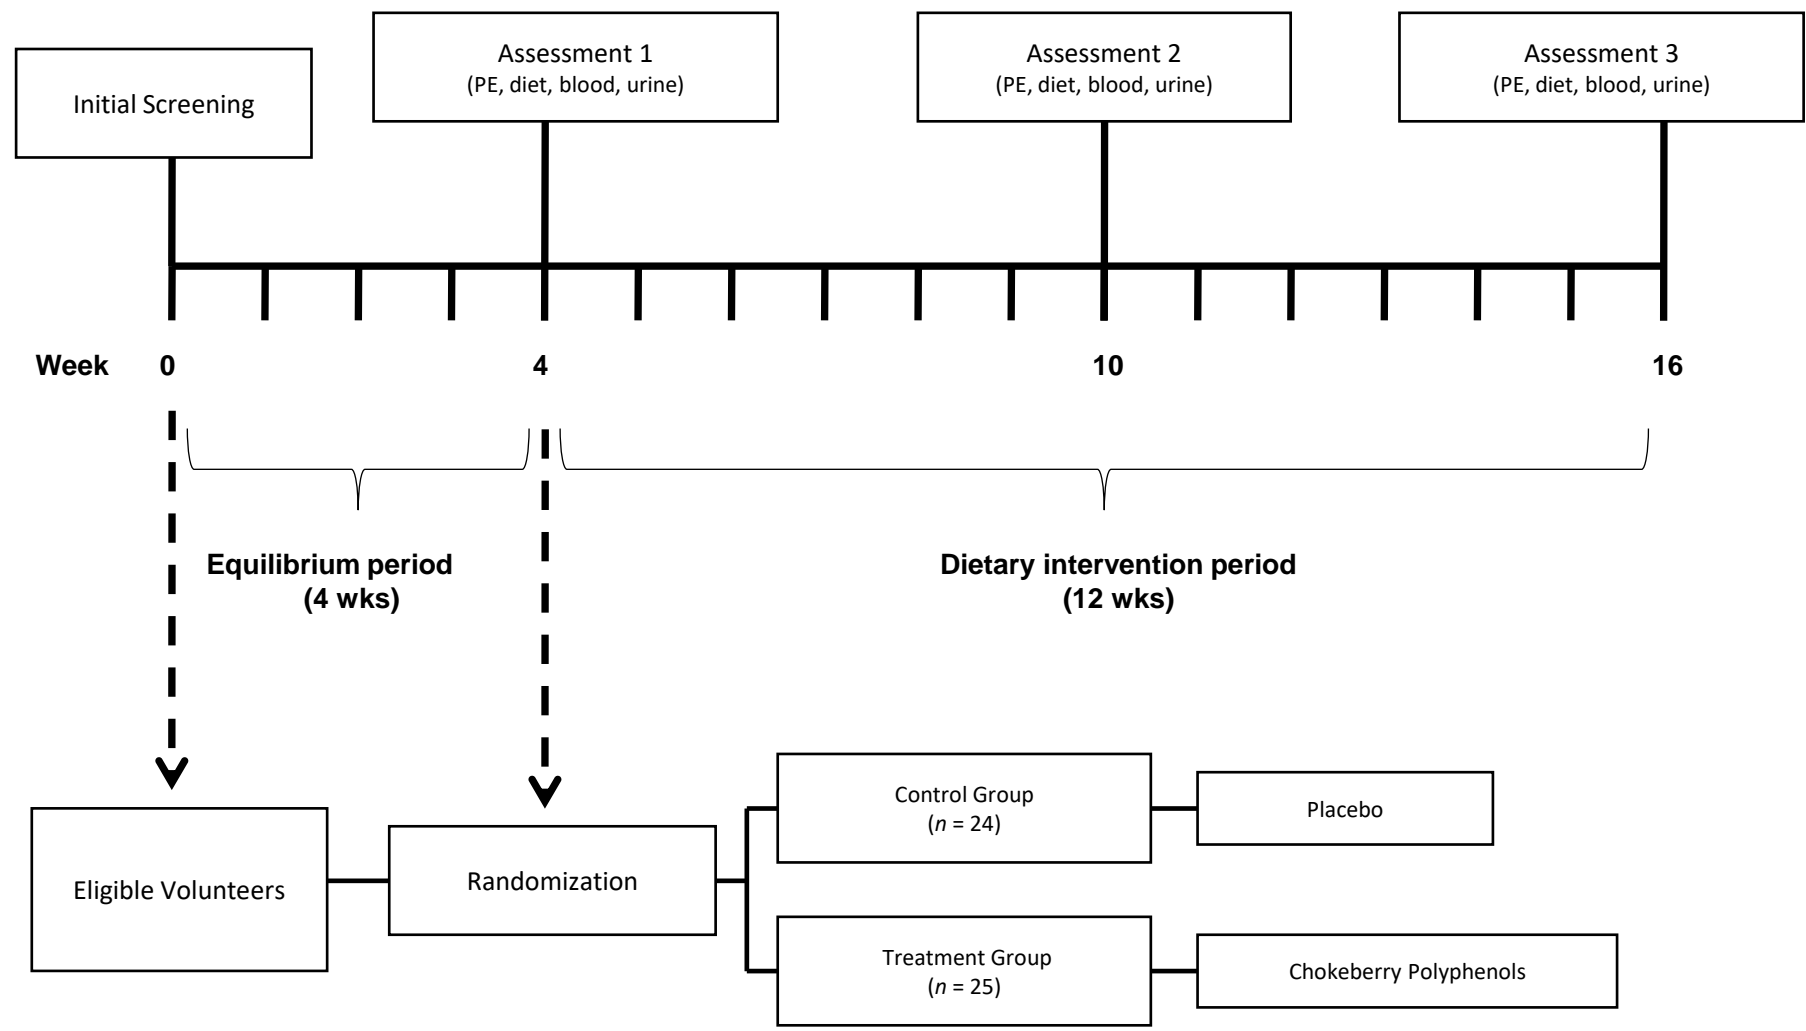 Initial Screening
Assessment 1
(PE, diet, blood, urine)
Assessment 2
(PE, diet, blood, urine)
Assessment 3
(PE, diet, blood, urine)
Week 0 4 10 16
Equilibrium period
(4 wks)
Dietary intervention period
(12 wks)
Eligible Volunteers
Randomization
Control Group
(n = 24)
Placebo
Treatment Group
(n = 25)
Chokeberry Polyphenols